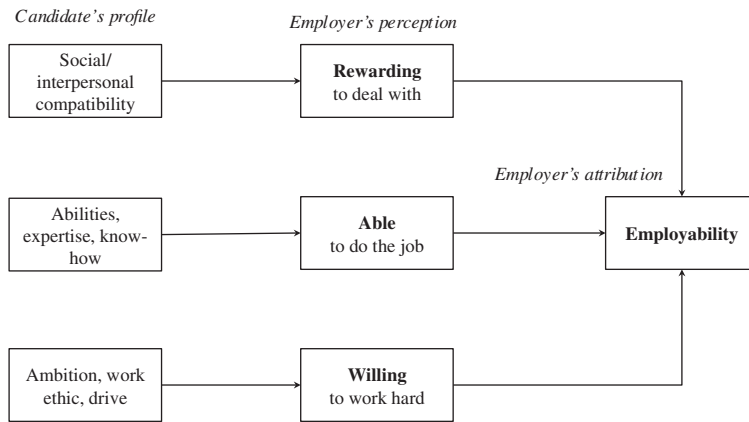 Candidate's profile
Employer's perception
Social/
interpersonal
compatibility
Rewarding
to deal with
Employer's attribution
Abilities,
expertise, know-
how
Able
to do the job
Employability
Ambition, work
ethic, drive
Willing
to work hard